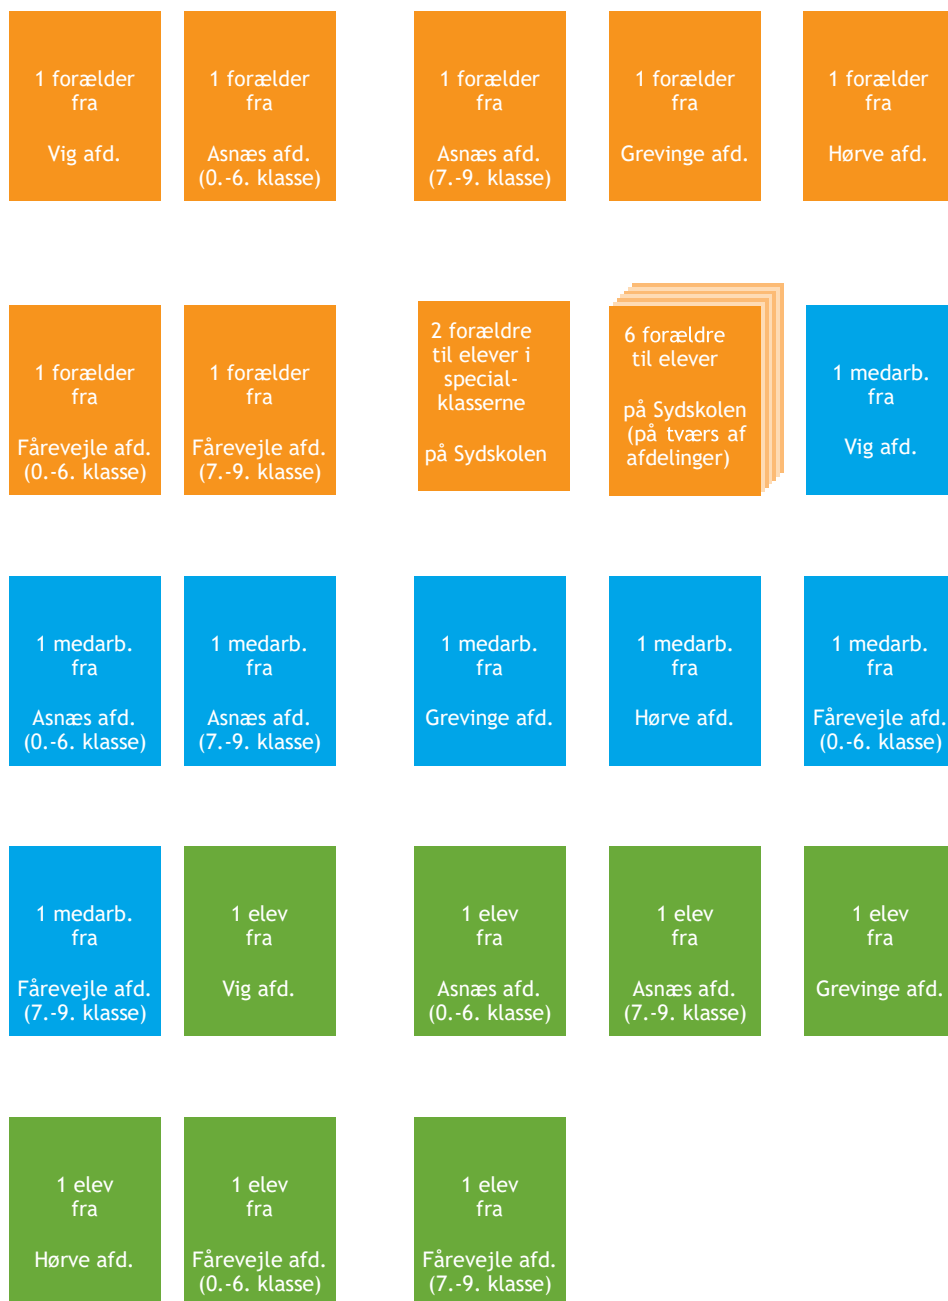 1 forælder
fra
Vig afd.
1 forælder
fra
Asnæs afd.
(0.-6. klasse)
1 forælder
fra
Asnæs afd.
(7.-9. klasse)
1 forælder
fra
Grevinge afd.
1 forælder
fra
Hørve afd.
1 forælder
fra
Fårevejle afd.
(0.-6. klasse)
1 forælder
fra
Fårevejle afd.
(7.-9. klasse)
2 forældre
til elever i
special-
klasserne
på Sydskolen
6 forældre
til elever
på Sydskolen
(på tværs af
afdelinger)
1 medarb.
fra
Vig afd.
1 medarb.
fra
Asnæs afd.
(0.-6. klasse)
1 medarb.
fra
Asnæs afd.
(7.-9. klasse)
1 medarb.
fra
Grevinge afd.
1 medarb.
fra
Hørve afd.
1 medarb.
fra
Fårevejle afd.
(0.-6. klasse)
1 medarb.
fra
Fårevejle afd.
(7.-9. klasse)
1 elev
fra
Vig afd.
1 elev
fra
Asnæs afd.
(0.-6. klasse)
1 elev
fra
Asnæs afd.
(7.-9. klasse)
1 elev
fra
Grevinge afd.
1 elev
fra
Hørve afd.
1 elev
fra
Fårevejle afd.
(0.-6. klasse)
1 elev
fra
Fårevejle afd.
(7.-9. klasse)